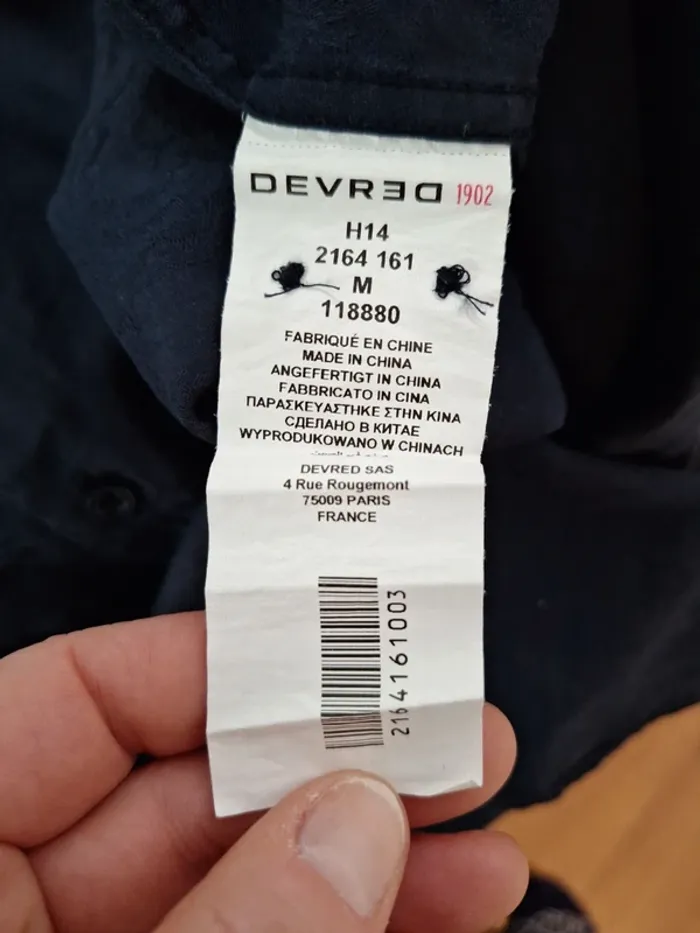 DEVRED 1902
H14
2164 161
M
118880
FABRIQUÉ EN CHINE
MADE IN CHINA
ANGEFERTIGT IN CHINA
FABBRICATO IN CINA
ΠΑΡΑΣΚΕΥΑΣΤΗΚΕ ΣΤΗΝ ΚΙΝΑ
СДЕЛАНО В КИТАЕ
WYPRODUKOWANO W CHINACH
DEVRED SAS
4 Rue Rougemont
75009 PARIS
FRANCE
2164161003